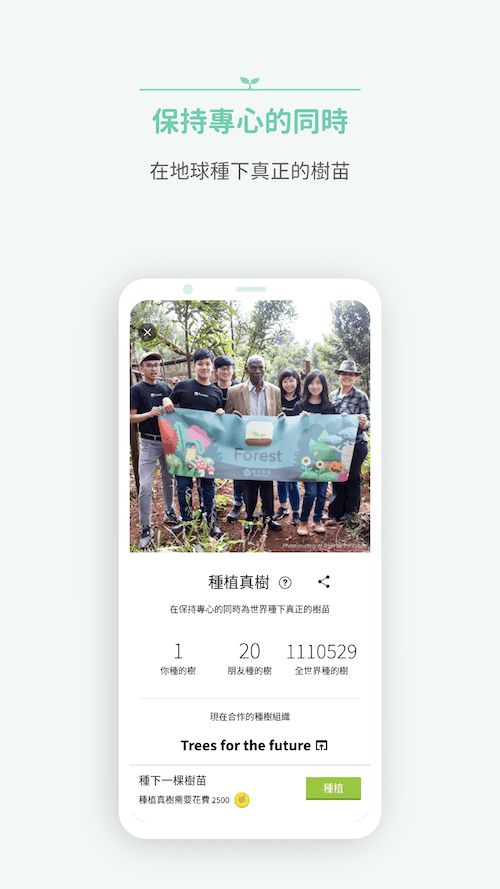 保持專心的同時
在地球種下真正的樹苗
Forest
種植真樹 ?
在保持專心的同時為世界種下真正的樹苗
1 20 1110529
你種的樹 朋友種的樹 全世界種的樹
現在合作的種樹組織
Trees for the future
種下一棵樹苗
種植真樹需要花費 2500
種植